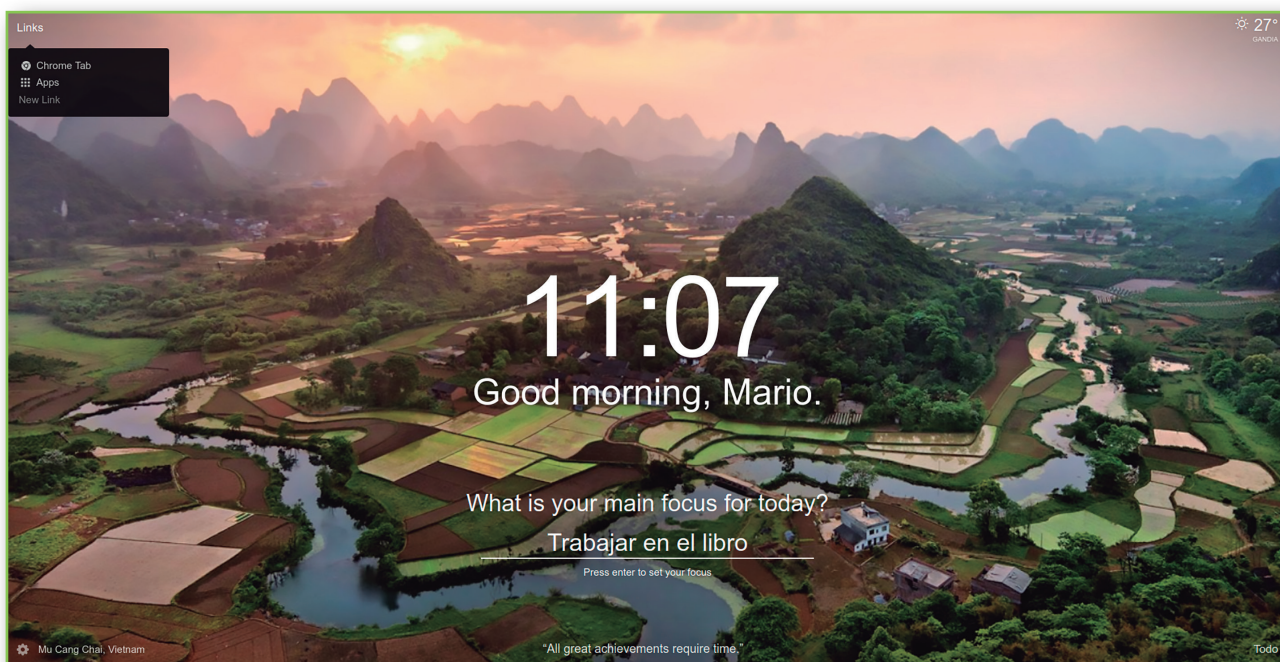 Links
27°
GANDIA
Chrome Tab
Apps
New Link
11:07
Good morning, Mario.
What is your main focus for today?
Trabajar en el libro
Press enter to set your focus
Mu Cang Chai, Vietnam
“All great achievements require time.”
Todo